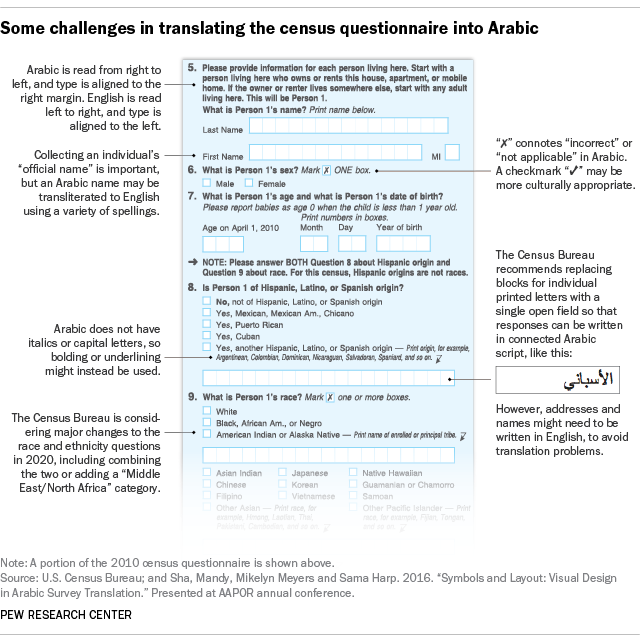 Some challenges in translating the census questionnaire into Arabic
Arabic is read from right to
left, and type is aligned to the
right margin. English is read
left to right, and type is
aligned to the left.
Collecting an individual's
“official name” is important,
but an Arabic name may be
transliterated to English
using a variety of spellings.
Arabic does not have
italics or capital letters, so
bolding or underlining
might instead be used.
The Census Bureau is consid-
ering major changes to the
race and ethnicity questions
in 2020, including combining
the two or adding a “Middle
East/North Africa” category.
5. Please provide information for each person living here. Start with a
person living here who owns or rents this house, apartment, or mobile
home. If the owner or renter lives somewhere else, start with any adult
living here. This will be Person 1.
What is Person 1's name? Print name below.
Last Name
First Name MI
6. What is Person 1's sex? Mark ✗ ONE box.
Male Female
7. What is Person 1's age and what is Person 1's date of birth?
Please report babies as age 0 when the child is less than 1 year old.
Print numbers in boxes.
Age on April 1, 2010 Month Day Year of birth
➔ NOTE: Please answer BOTH Question 8 about Hispanic origin and
Question 9 about race. For this census, Hispanic origins are not races.
8. Is Person 1 of Hispanic, Latino, or Spanish origin?
No, not of Hispanic, Latino, or Spanish origin
Yes, Mexican, Mexican Am., Chicano
Yes, Puerto Rican
Yes, Cuban
Yes, another Hispanic, Latino, or Spanish origin — Print origin, for example,
Argentinean, Colombian, Dominican, Nicaraguan, Salvadoran, Spaniard, and so on.
9. What is Person 1's race? Mark ✗ one or more boxes.
White
Black, African Am., or Negro
American Indian or Alaska Native — Print name of enrolled or principal tribe.
Asian Indian Japanese Native Hawaiian
Chinese Korean Guamanian or Chamorro
Filipino Vietnamese Samoan
Other Asian — Print race, for Other Pacific Islander — Print
example, Hmong, Laotian, Thai, race, for example, Fijian, Tongan,
Pakistani, Cambodian, and so on. and so on.
“✗” connotes “incorrect” or
“not applicable” in Arabic.
A checkmark “✓” may be
more culturally appropriate.
The Census Bureau
recommends replacing
blocks for individual
printed letters with a
single open field so that
responses can be written
in connected Arabic
script, like this:
الأسباني
However, addresses and
names might need to be
written in English, to avoid
translation problems.
Note: A portion of the 2010 census questionnaire is shown above.
Source: U.S. Census Bureau; and Sha, Mandy, Mikelyn Meyers and Sama Harp. 2016. “Symbols and Layout: Visual Design
in Arabic Survey Translation.” Presented at AAPOR annual conference.
PEW RESEARCH CENTER